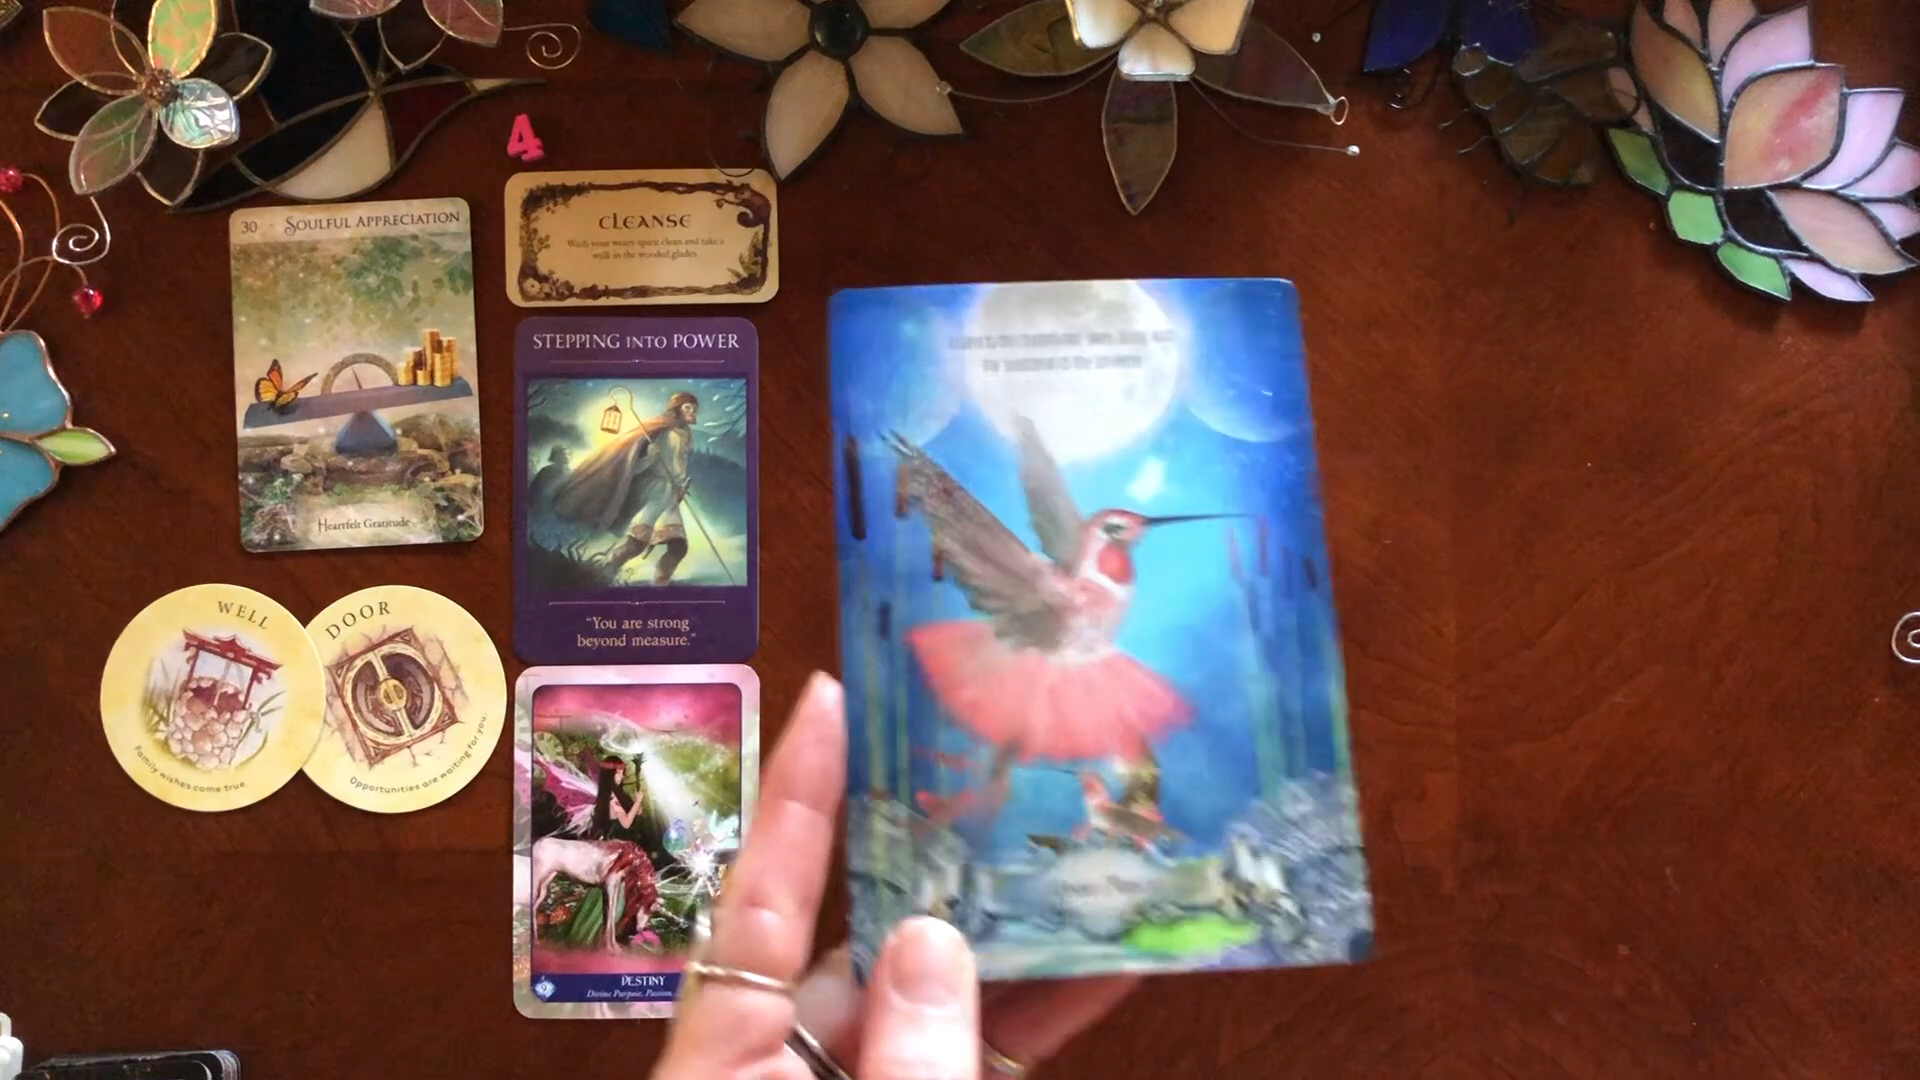 4
30 - SOULFUL APPRECIATION
Heartfelt Gratitude
CLEANSE
Wash your weary spirit clean and take a
walk in the wooded glades.
STEPPING INTO POWER
"You are strong
beyond measure."
WELL
Family wishes come true
DOOR
Opportunities are waiting for you.
9
DESTINY
Divine Purpose, Passion,